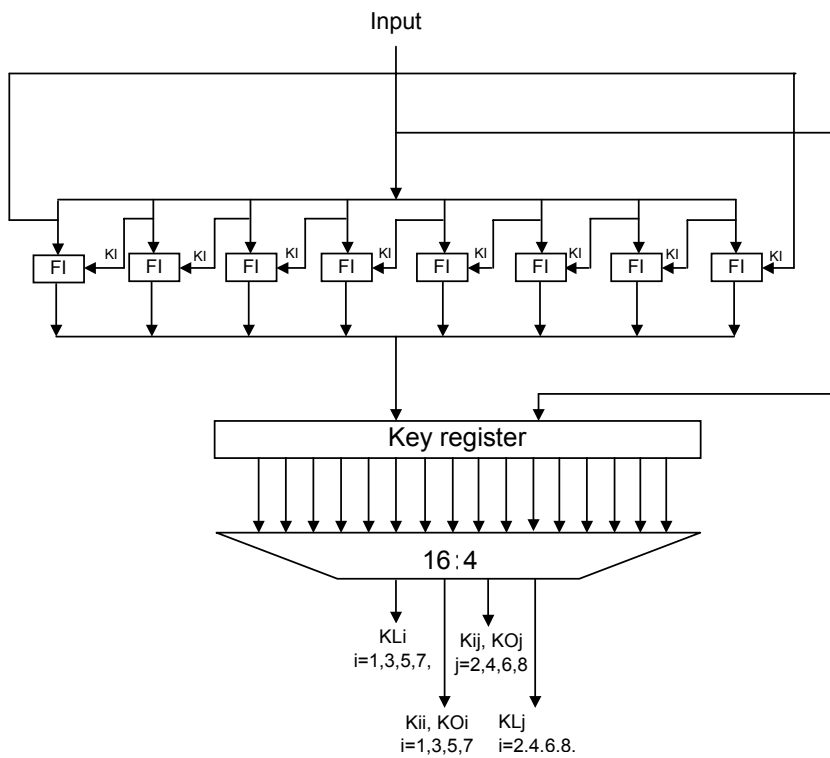 Input
KI KI KI KI KI KI KI KI
FI FI FI FI FI FI FI FI
Key register
16:4
KLi
i=1,3,5,7,
Kij, KOj
j=2,4,6,8
Kii, KOi
i=1,3,5,7
KLj
i=2.4.6.8.